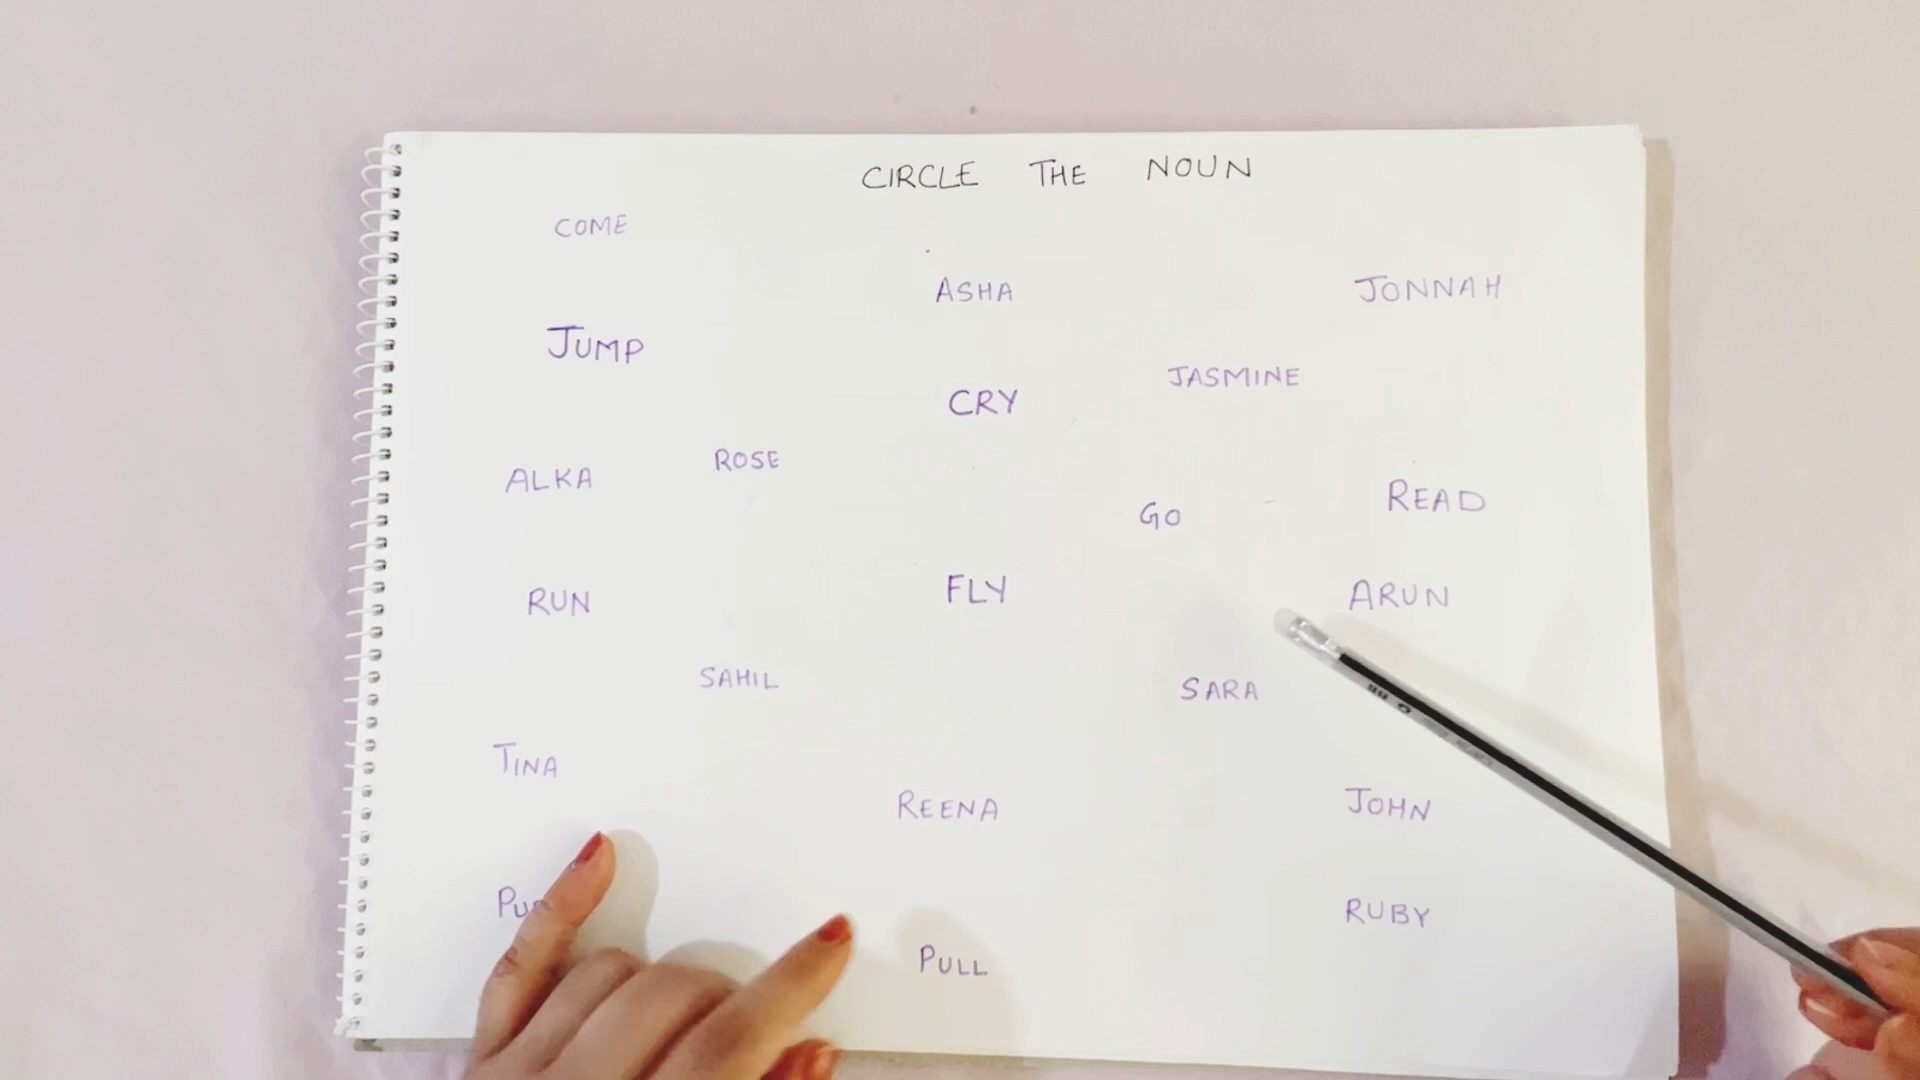 CIRCLE THE NOUN
COME
ASHA
JONNAH
JUMP
JASMINE
CRY
ROSE
ALKA
READ
GO
FLY
ARUN
RUN
SAHIL
SARA
TINA
JOHN
REENA
RUBY
PULL